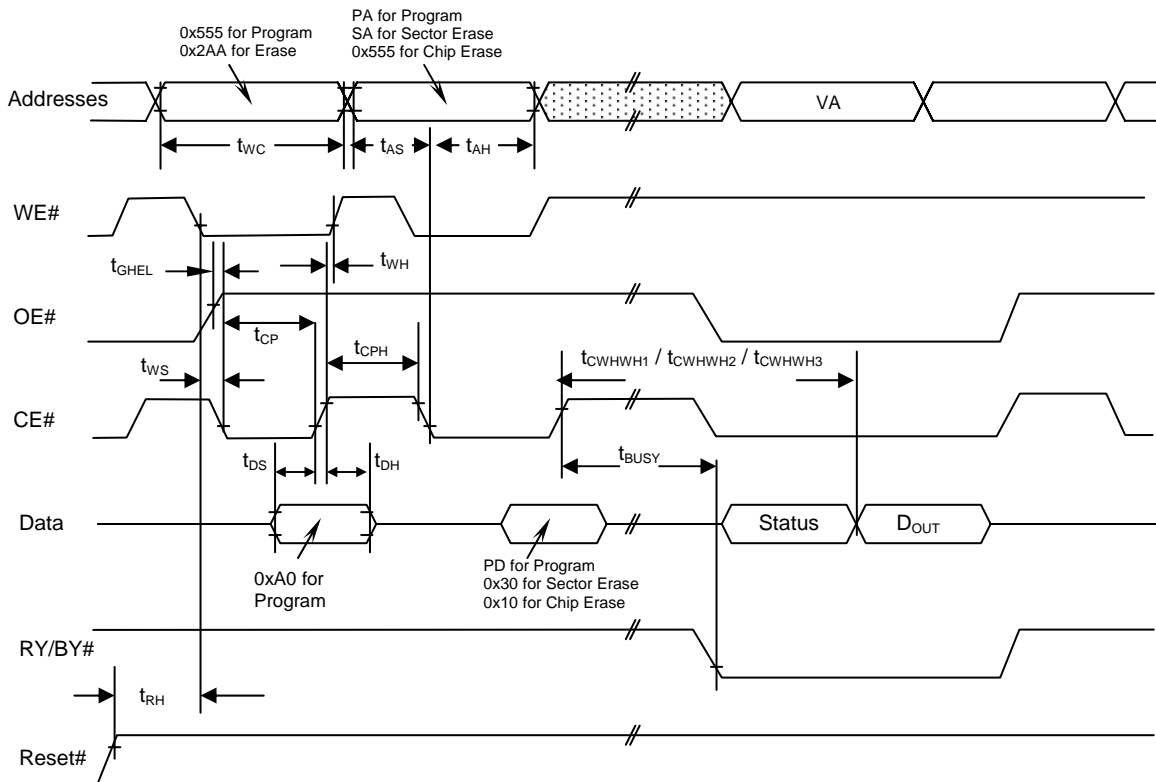 0x555 for Program
0x2AA for Erase
PA for Program
SA for Sector Erase
0x555 for Chip Erase
Addresses
VA
tWC
tAS
tAH
WE#
tGHEL
tWH
OE#
tCP
tCPH
tCWHWH1 / tCWHWH2 / tCWHWH3
tWS
CE#
tDS
tDH
tBUSY
Data
Status
DOUT
0xA0 for
Program
PD for Program
0x30 for Sector Erase
0x10 for Chip Erase
RY/BY#
tRH
Reset#